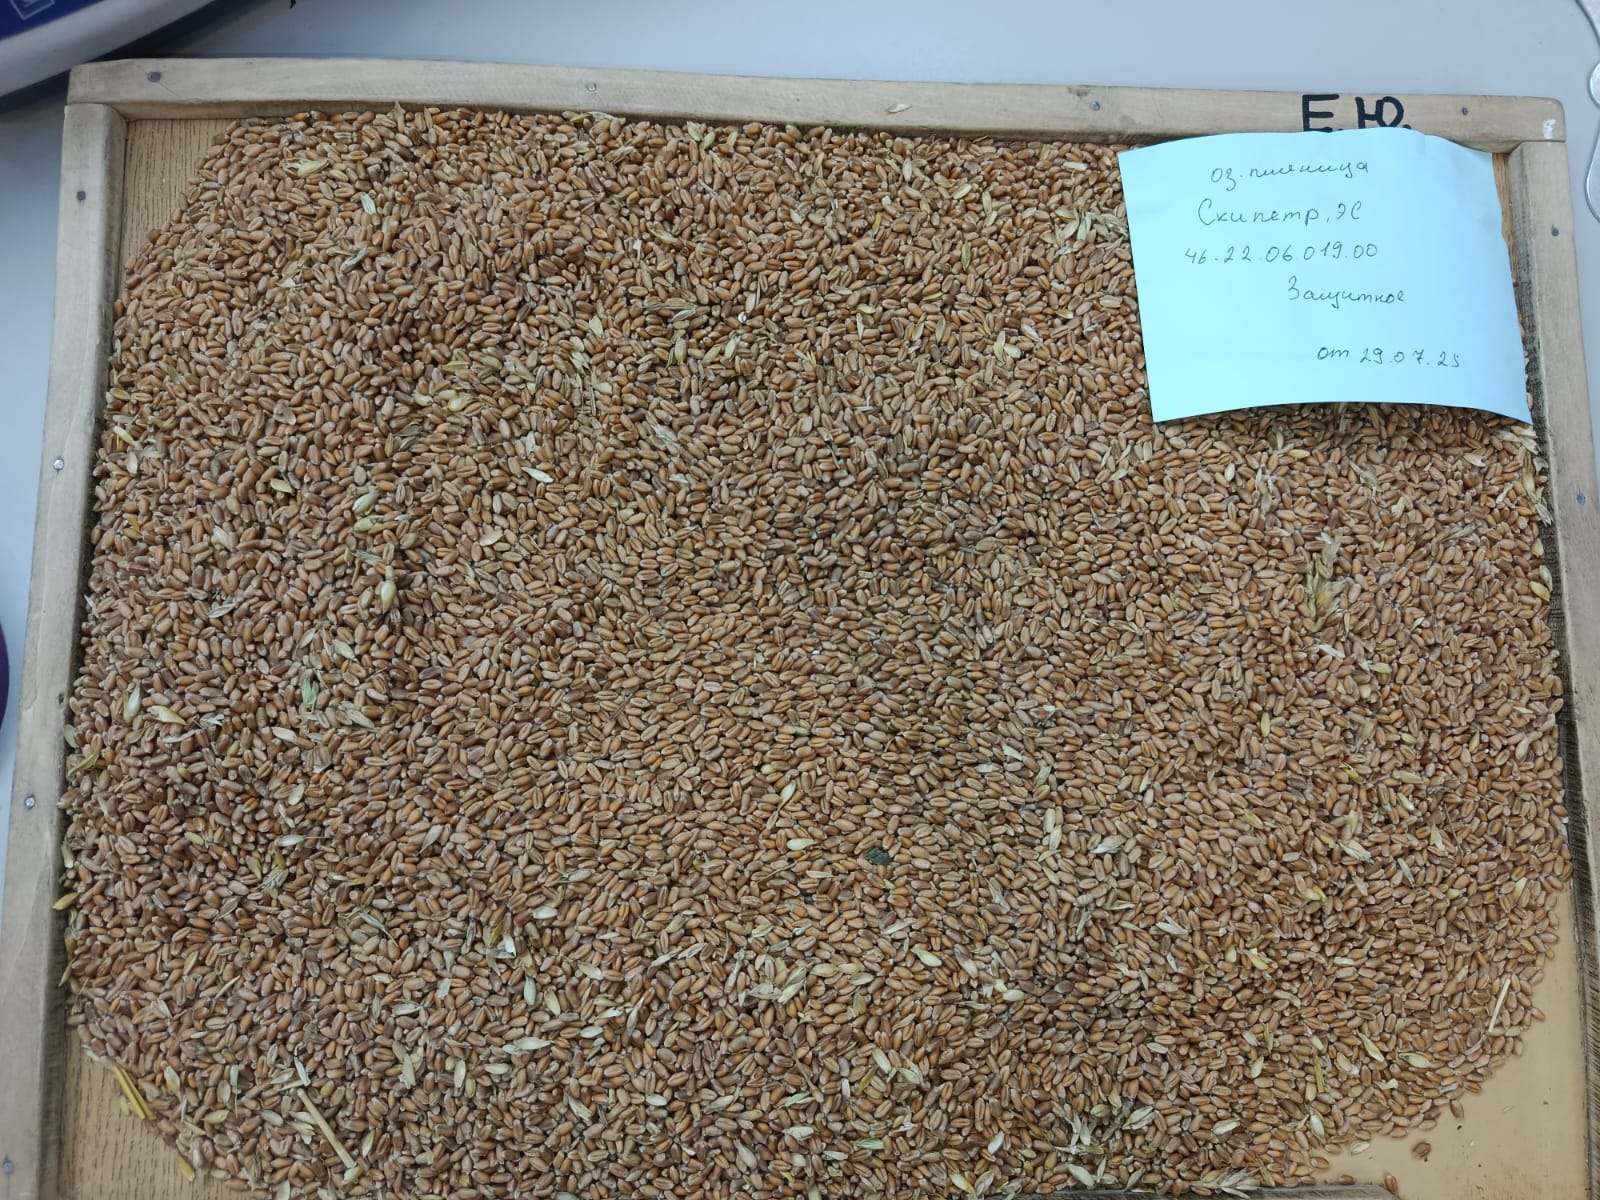 Е.Ю.
оз. пшеница
Скипетр, ЭС
46.22.06.019.00
Защитное
от 29.07.25